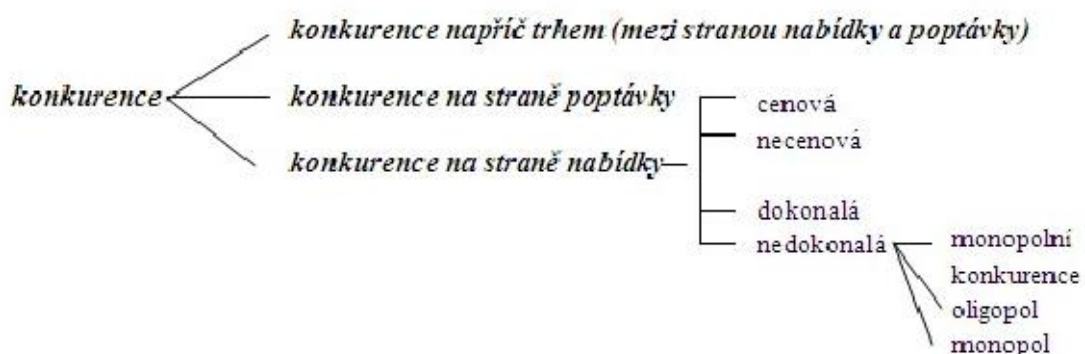 konkurence napříč trhem (mezi stranou nabídky a poptávky)
konkurence
konkurence na straně poptávky
cenová
necenová
konkurence na straně nabídky
dokonalá
nedokonalá
monopolní
konkurence
oligopol
monopol